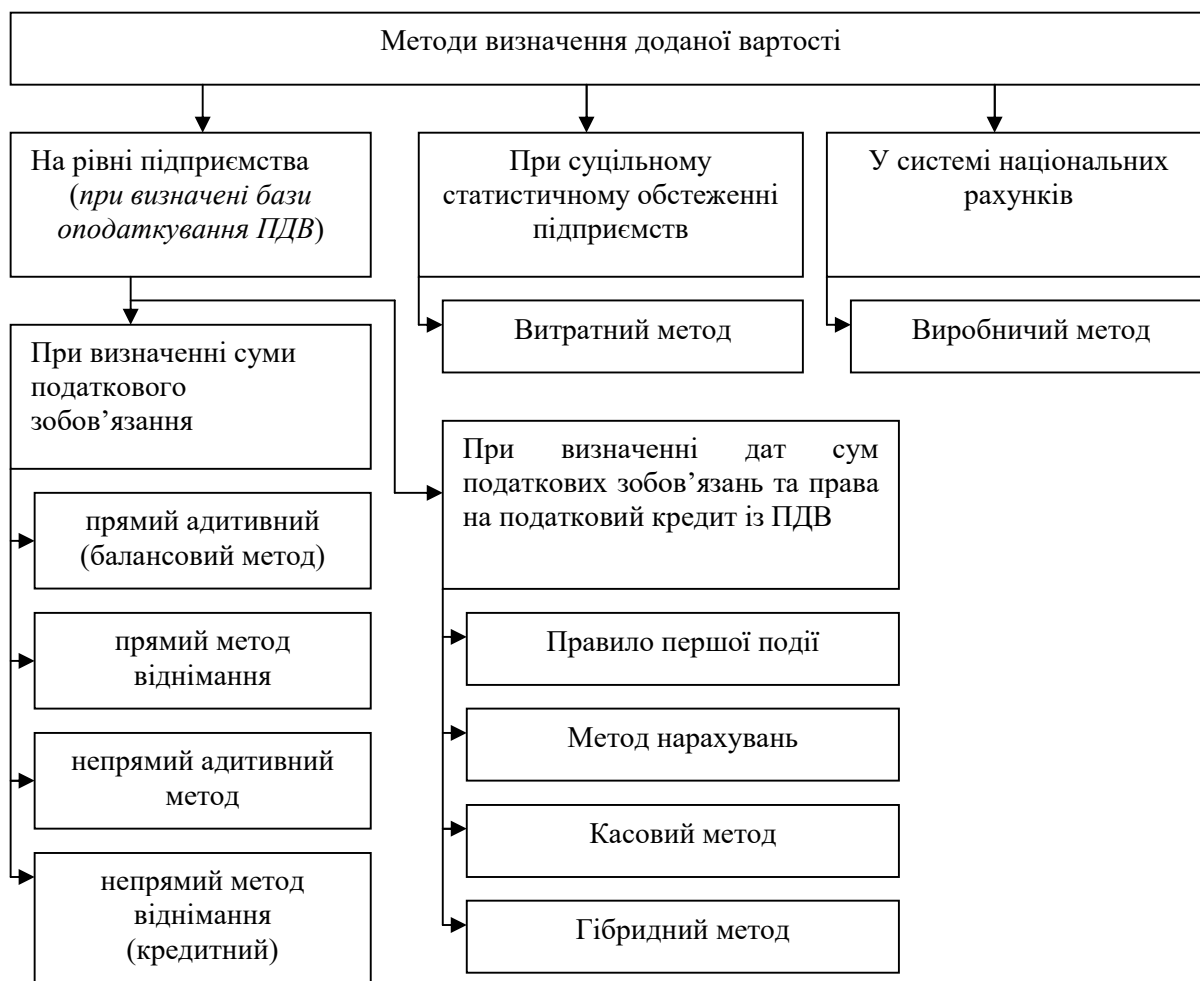 Методи визначення доданої вартості
На рівні підприємства
(при визначені бази
оподаткування ПДВ)
При суцільному
статистичному обстеженні
підприємств
У системі національних
рахунків
Витратний метод
Виробничий метод
При визначенні суми
податкового
зобов’язання
При визначенні дат сум
податкових зобов’язань та права
на податковий кредит із ПДВ
прямий адитивний
(балансовий метод)
прямий метод
віднімання
непрямий адитивний
метод
непрямий метод
віднімання
(кредитний)
Правило першої події
Метод нарахувань
Касовий метод
Гібридний метод